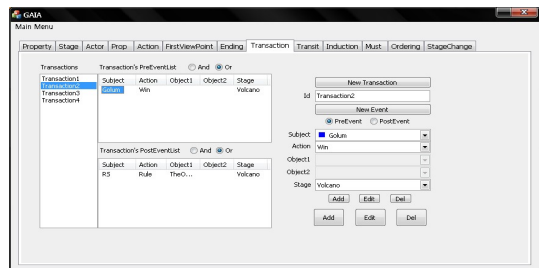 GAIA
Main Menu
Property Stage Actor Prop Action FirstViewPoint Ending Transaction Transit Induction Must Ordering StageChange
Transactions
Transaction1
Transaction2
Transaction3
Transaction4
Transaction's PreEventList And Or
Subject Action Object1 Object2 Stage
Golum Win Volcano
Transaction's PostEventList And Or
Subject Action Object1 Object2 Stage
RS Rule TheO... Volcano
New Transaction
Id Transaction2
New Event
PreEvent PostEvent
Subject Golum
Action Win
Object1
Object2
Stage Volcano
Add Edit Del
Add Edit Del